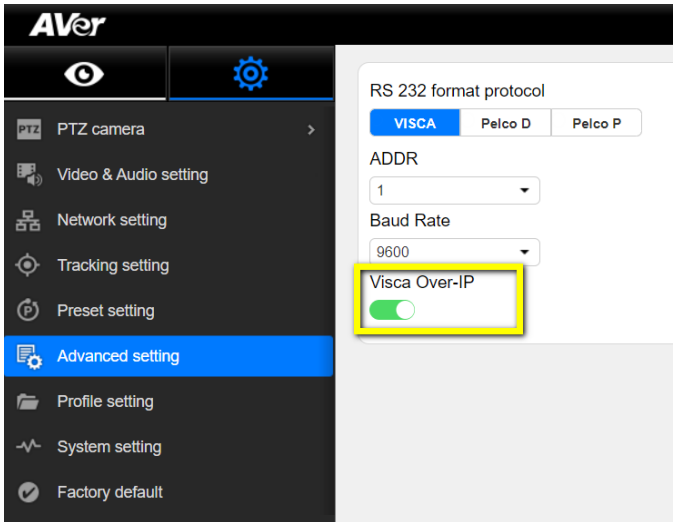 AVer
PTZ
PTZ camera
Video & Audio setting
Network setting
Tracking setting
P
Preset setting
Advanced setting
Profile setting
System setting
Factory default
RS 232 format protocol
VISCA Pelco D Pelco P
ADDR
1
Baud Rate
9600
Visca Over-IP